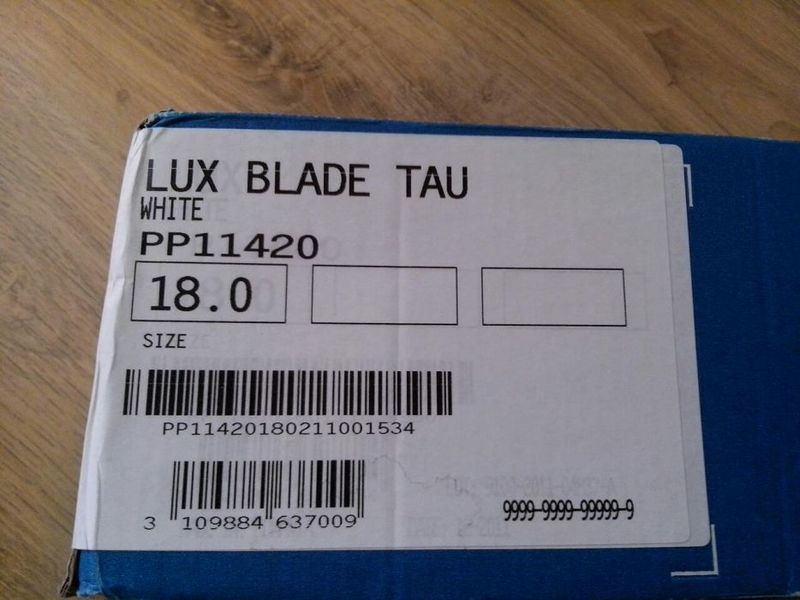 LUX BLADE TAU
WHITE
PP11420
18.0
SIZE
PP11420180211001534
3 109884 637009
9999-9999-99999-9